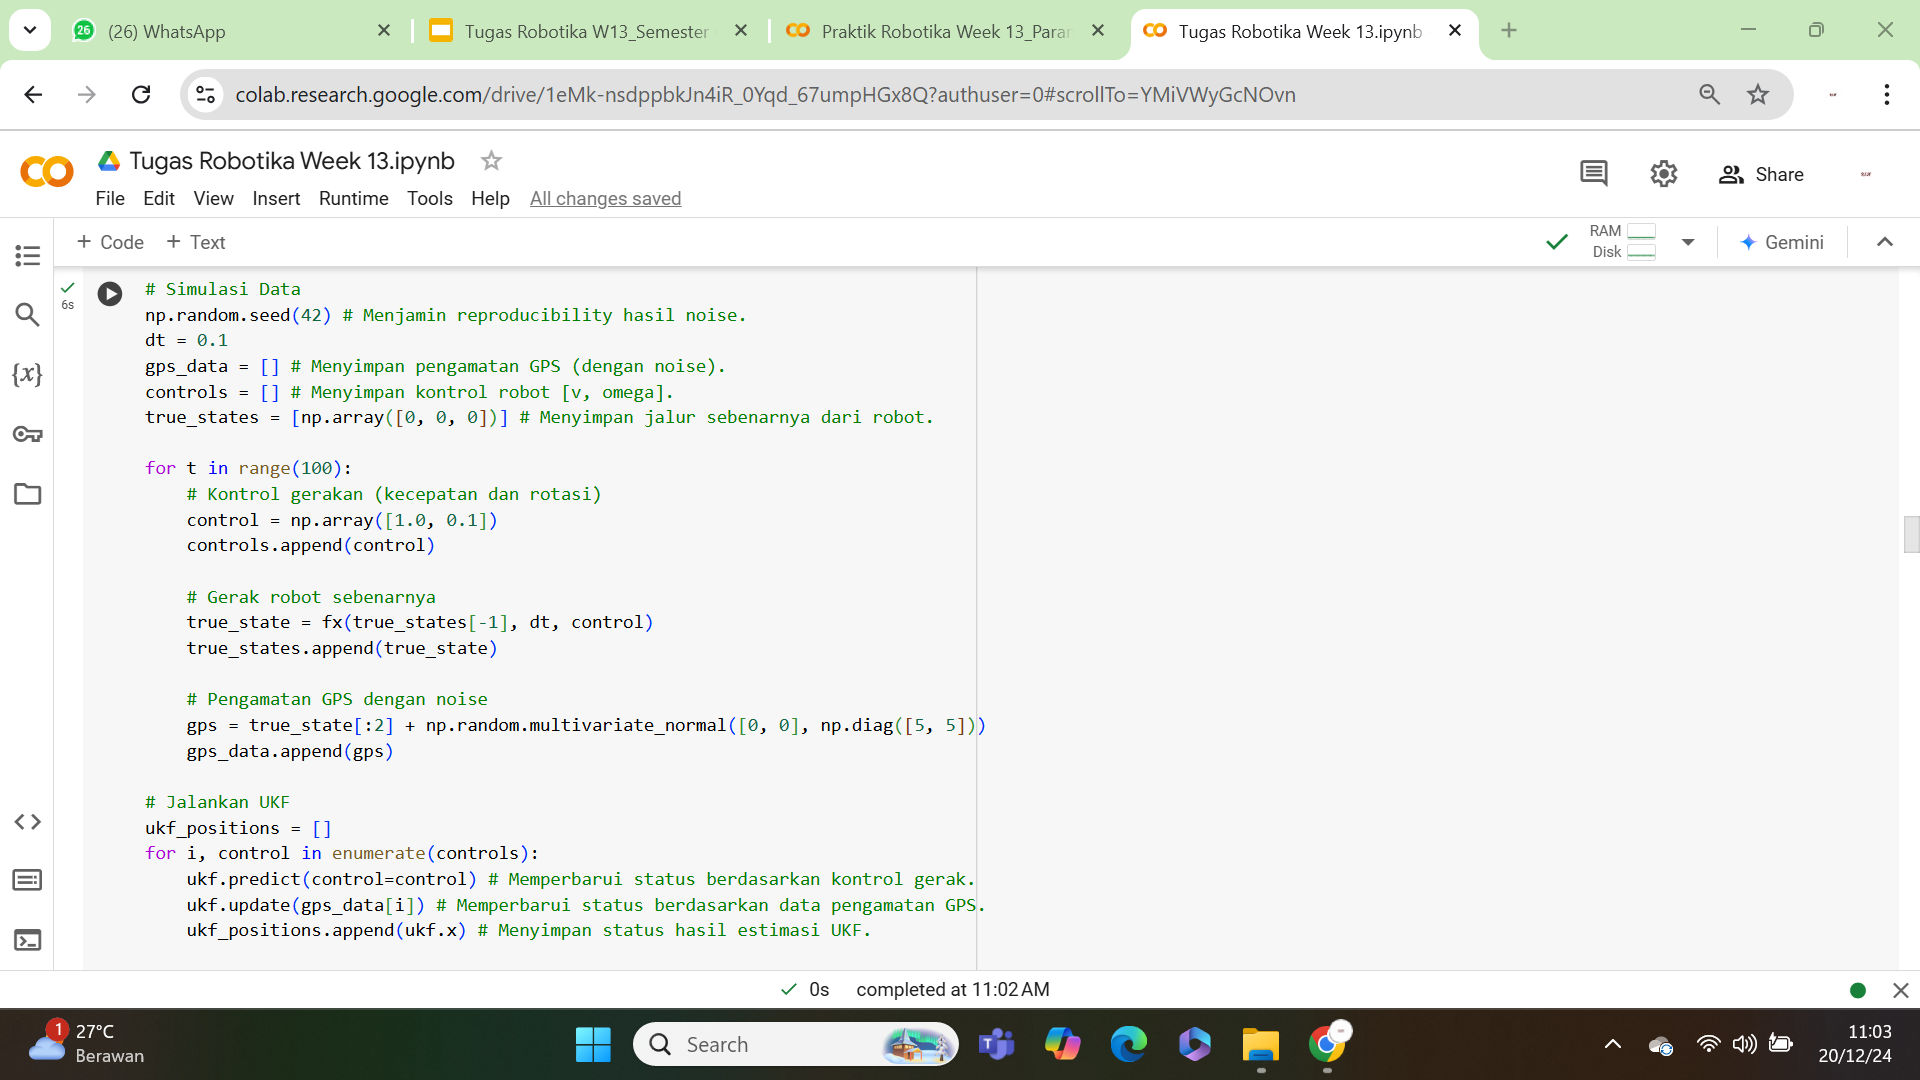 26 (26) WhatsApp
Tugas Robotika W13_Semester
Praktik Robotika Week 13_Parar
Tugas Robotika Week 13.ipynb
colab.research.google.com/drive/1eMk-nsdppbkJn4iR_0Yqd_67umpHGx8Q?authuser=0#scrollTo=YMiVWyGcNOvn
Tugas Robotika Week 13.ipynb
Share
File Edit View Insert Runtime Tools Help All changes saved
+ Code + Text
RAM
Disk
Gemini
6s
# Simulasi Data
np.random.seed(42) # Menjamin reproducibility hasil noise.
dt = 0.1
gps_data = [] # Menyimpan pengamatan GPS (dengan noise).
controls = [] # Menyimpan kontrol robot [v, omega].
true_states = [np.array([0, 0, 0])] # Menyimpan jalur sebenarnya dari robot.
for t in range(100):
    # Kontrol gerakan (kecepatan dan rotasi)
    control = np.array([1.0, 0.1])
    controls.append(control)
    # Gerak robot sebenarnya
    true_state = fx(true_states[-1], dt, control)
    true_states.append(true_state)
    # Pengamatan GPS dengan noise
    gps = true_state[:2] + np.random.multivariate_normal([0, 0], np.diag([5, 5]))
    gps_data.append(gps)
# Jalankan UKF
ukf_positions = []
for i, control in enumerate(controls):
    ukf.predict(control=control) # Memperbarui status berdasarkan kontrol gerak.
    ukf.update(gps_data[i]) # Memperbarui status berdasarkan data pengamatan GPS.
    ukf_positions.append(ukf.x) # Menyimpan status hasil estimasi UKF.
{x}
0s completed at 11:02 AM
1
27°C
Berawan
Search
11:03
20/12/24